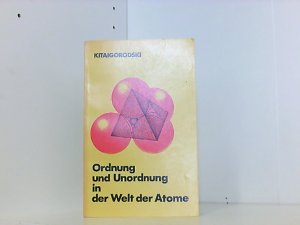 KITAIGORODSKI
Ordnung
und Unordnung
in
der Welt der Atome